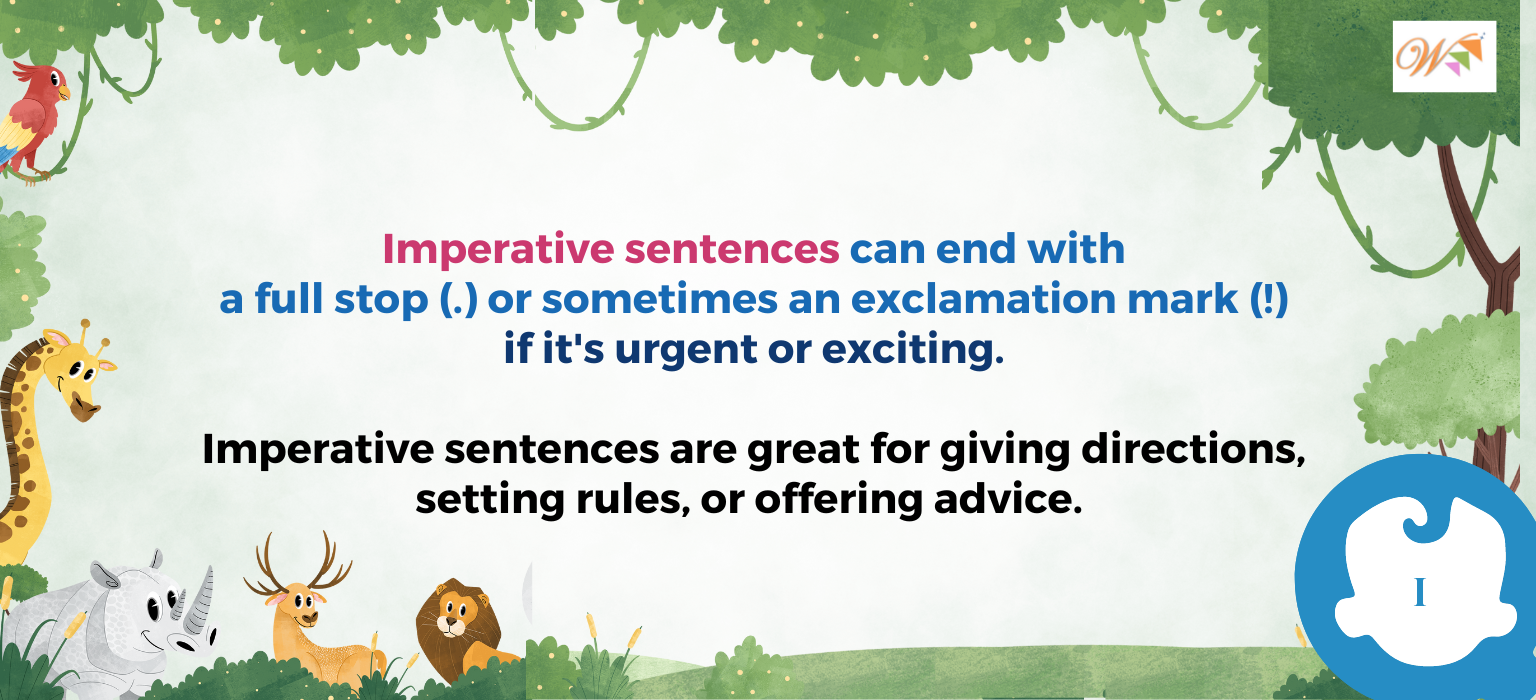 W
Imperative sentences can end with
a full stop (.) or sometimes an exclamation mark (!)
if it's urgent or exciting.
Imperative sentences are great for giving directions,
setting rules, or offering advice.
I